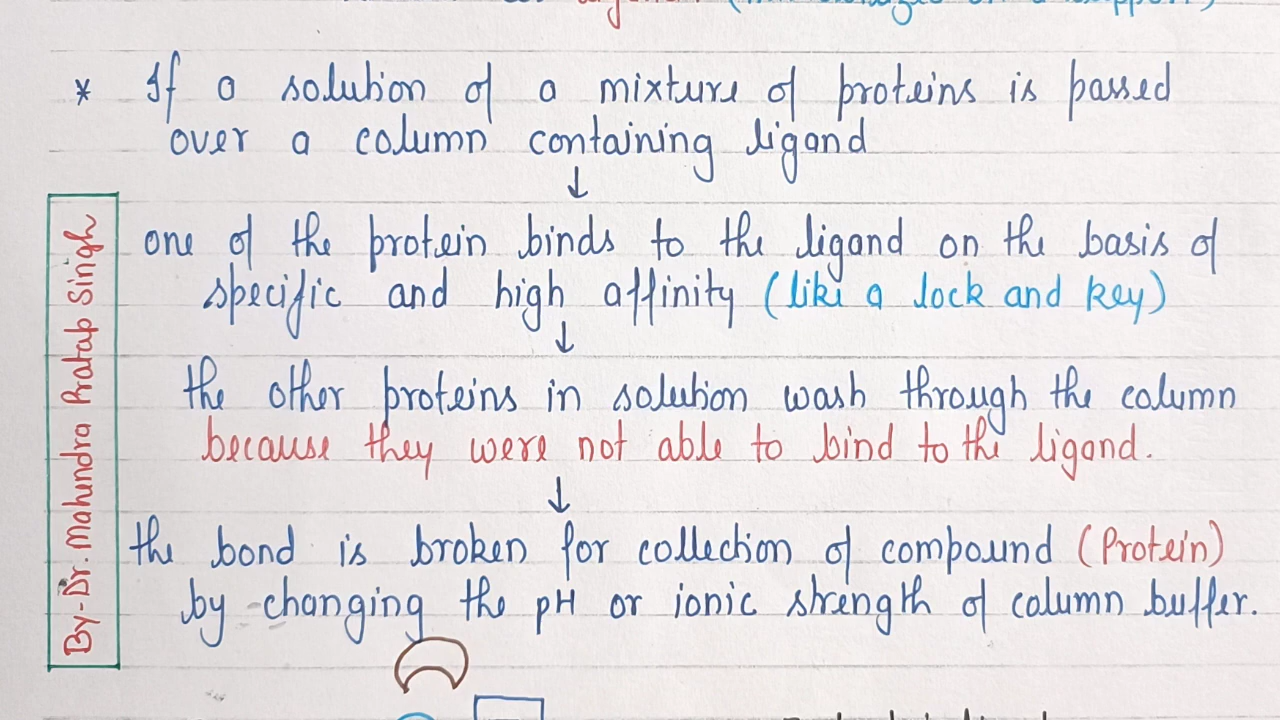 * If a solution of a mixture of proteins is passed
over a column containing ligand
↓
one of the protein binds to the ligand on the basis of
specific and high affinity (like a lock and key)
↓
the other proteins in solution wash through the column
because they were not able to bind to the ligand.
↓
the bond is broken for collection of compound (Protein)
by changing the pH or ionic strength of column buffer.
By-Dr. Mahendra Pratap Singh